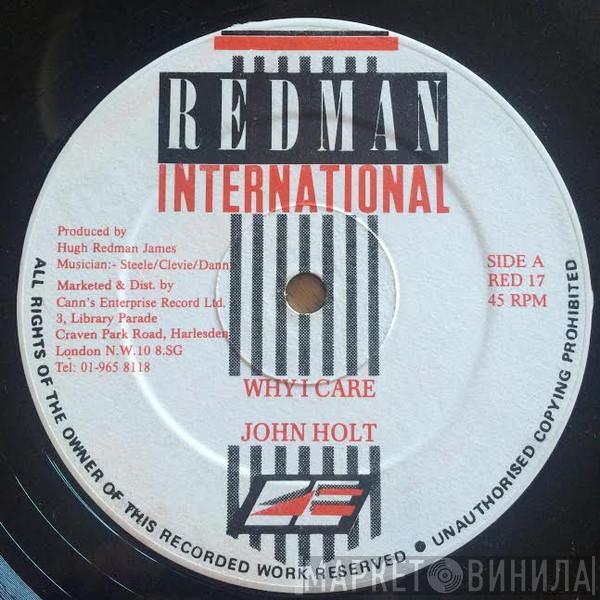 REDMAN
INTERNATIONAL
Produced by
Hugh Redman James
Musician:- Steele/Clevie/Dann
Marketed & Dist. by
Cann's Enterprise Record Ltd.
3, Library Parade
Craven Park Road, Harlesden
London N.W.10 8.SG
Tel: 01-965 8118
SIDE A
RED 17
45 RPM
WHY I CARE
JOHN HOLT
CE
ALL RIGHTS OF THE OWNER OF THIS RECORDED WORK RESERVED ● UNAUTHORISED COPYING PROHIBITED
МАРКЕТ ВИНИЛА